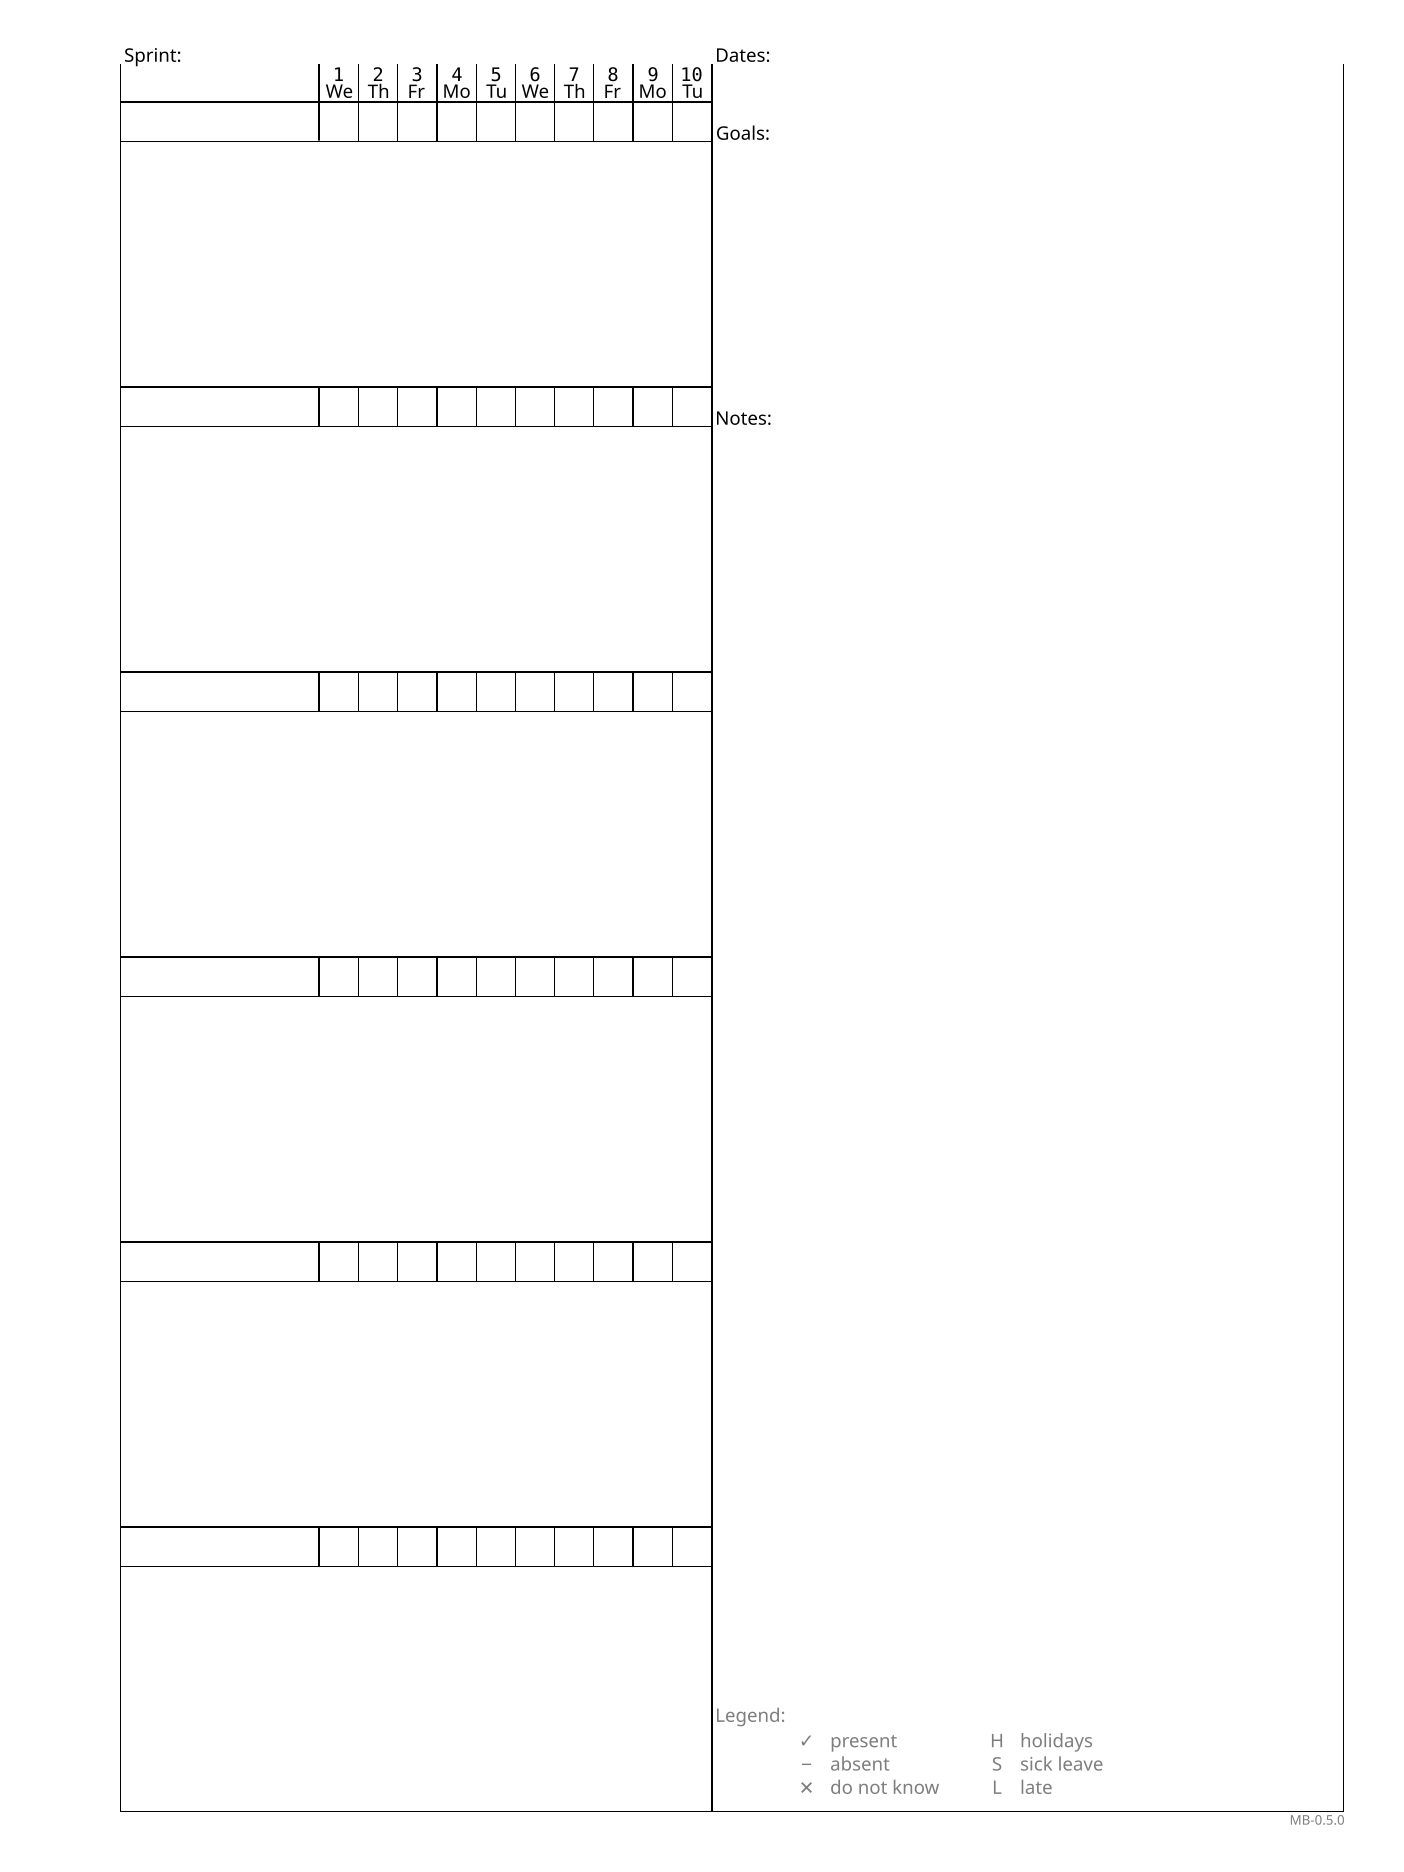 Sprint:
Dates:
1 2 3 4 5 6 7 8 9 10
We Th Fr Mo Tu We Th Fr Mo Tu
Goals:
Notes:
Legend:
✓ present H holidays
– absent S sick leave
✕ do not know L late
MB-0.5.0